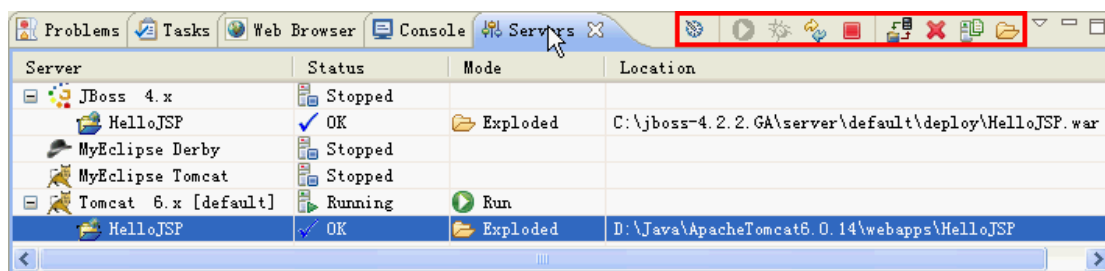 Problems Tasks Web Browser Console Servers
Server Status Mode Location
JBoss 4.x Stopped
HelloJSP OK Exploded C:\jboss-4.2.2.GA\server\default\deploy\HelloJSP.war
MyEclipse Derby Stopped
MyEclipse Tomcat Stopped
Tomcat 6.x [default] Running Run
HelloJSP OK Exploded D:\Java\ApacheTomcat6.0.14\webapps\HelloJSP